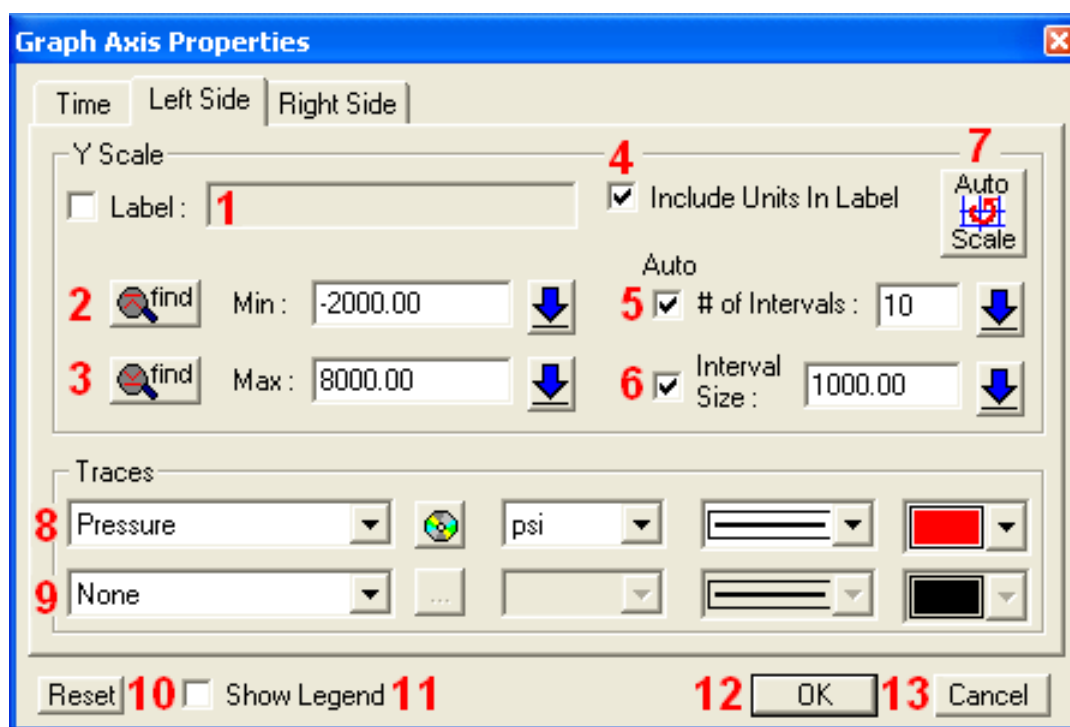 Graph Axis Properties
Time Left Side Right Side
Y Scale 4 7
Label : 1 Include Units In Label Auto
Scale
Auto
2 find Min : -2000.00 5 # of Intervals : 10
3 find Max : 8000.00 6 Interval
Size : 1000.00
Traces
8 Pressure psi
9 None ...
Reset 10 Show Legend 11 12 OK 13 Cancel